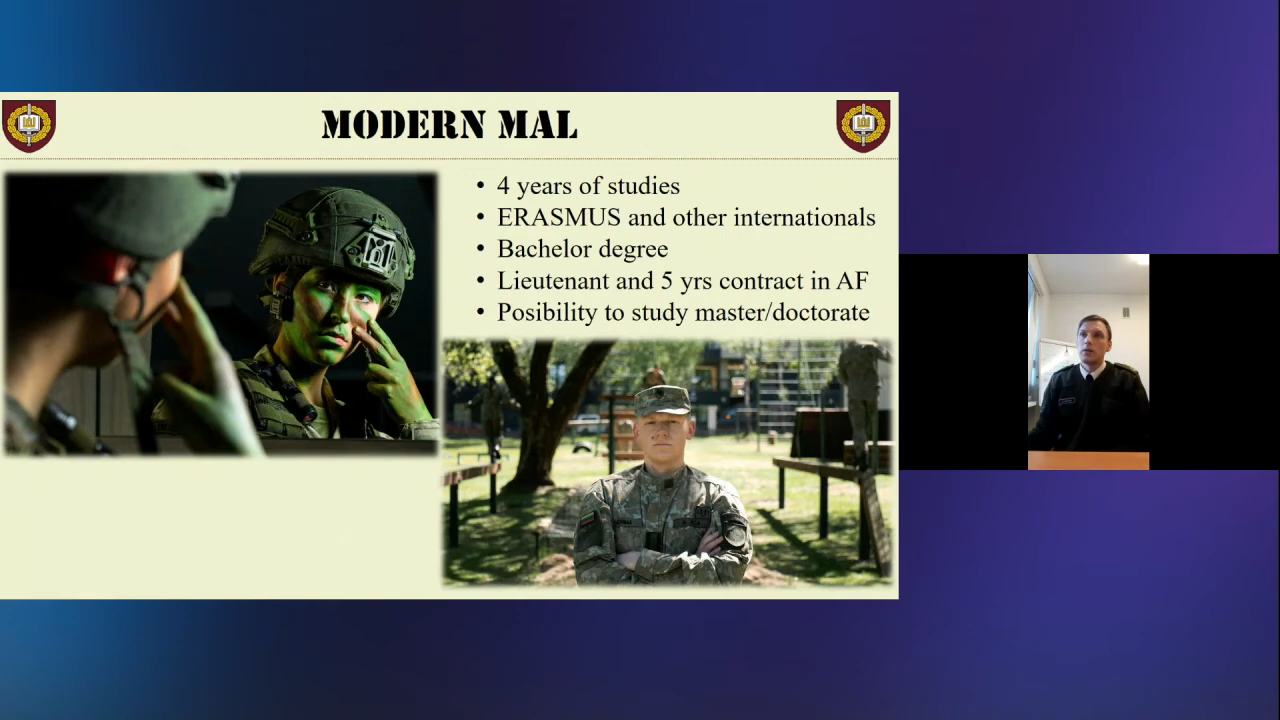 MODERN MAL
• 4 years of studies
• ERASMUS and other internationals
• Bachelor degree
• Lieutenant and 5 yrs contract in AF
• Posibility to study master/doctorate